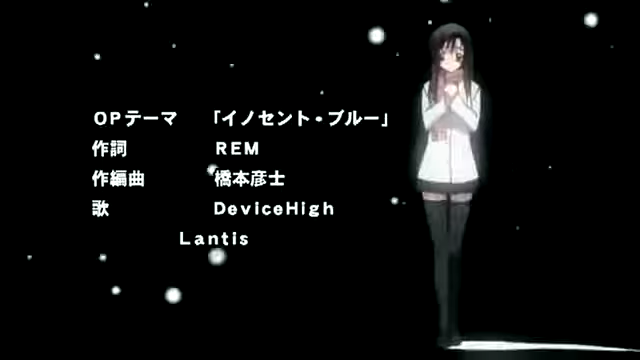 OPテーマ 「イノセント・ブルー」
作詞 REM
作編曲 橋本彦士
歌 DeviceHigh
Lantis